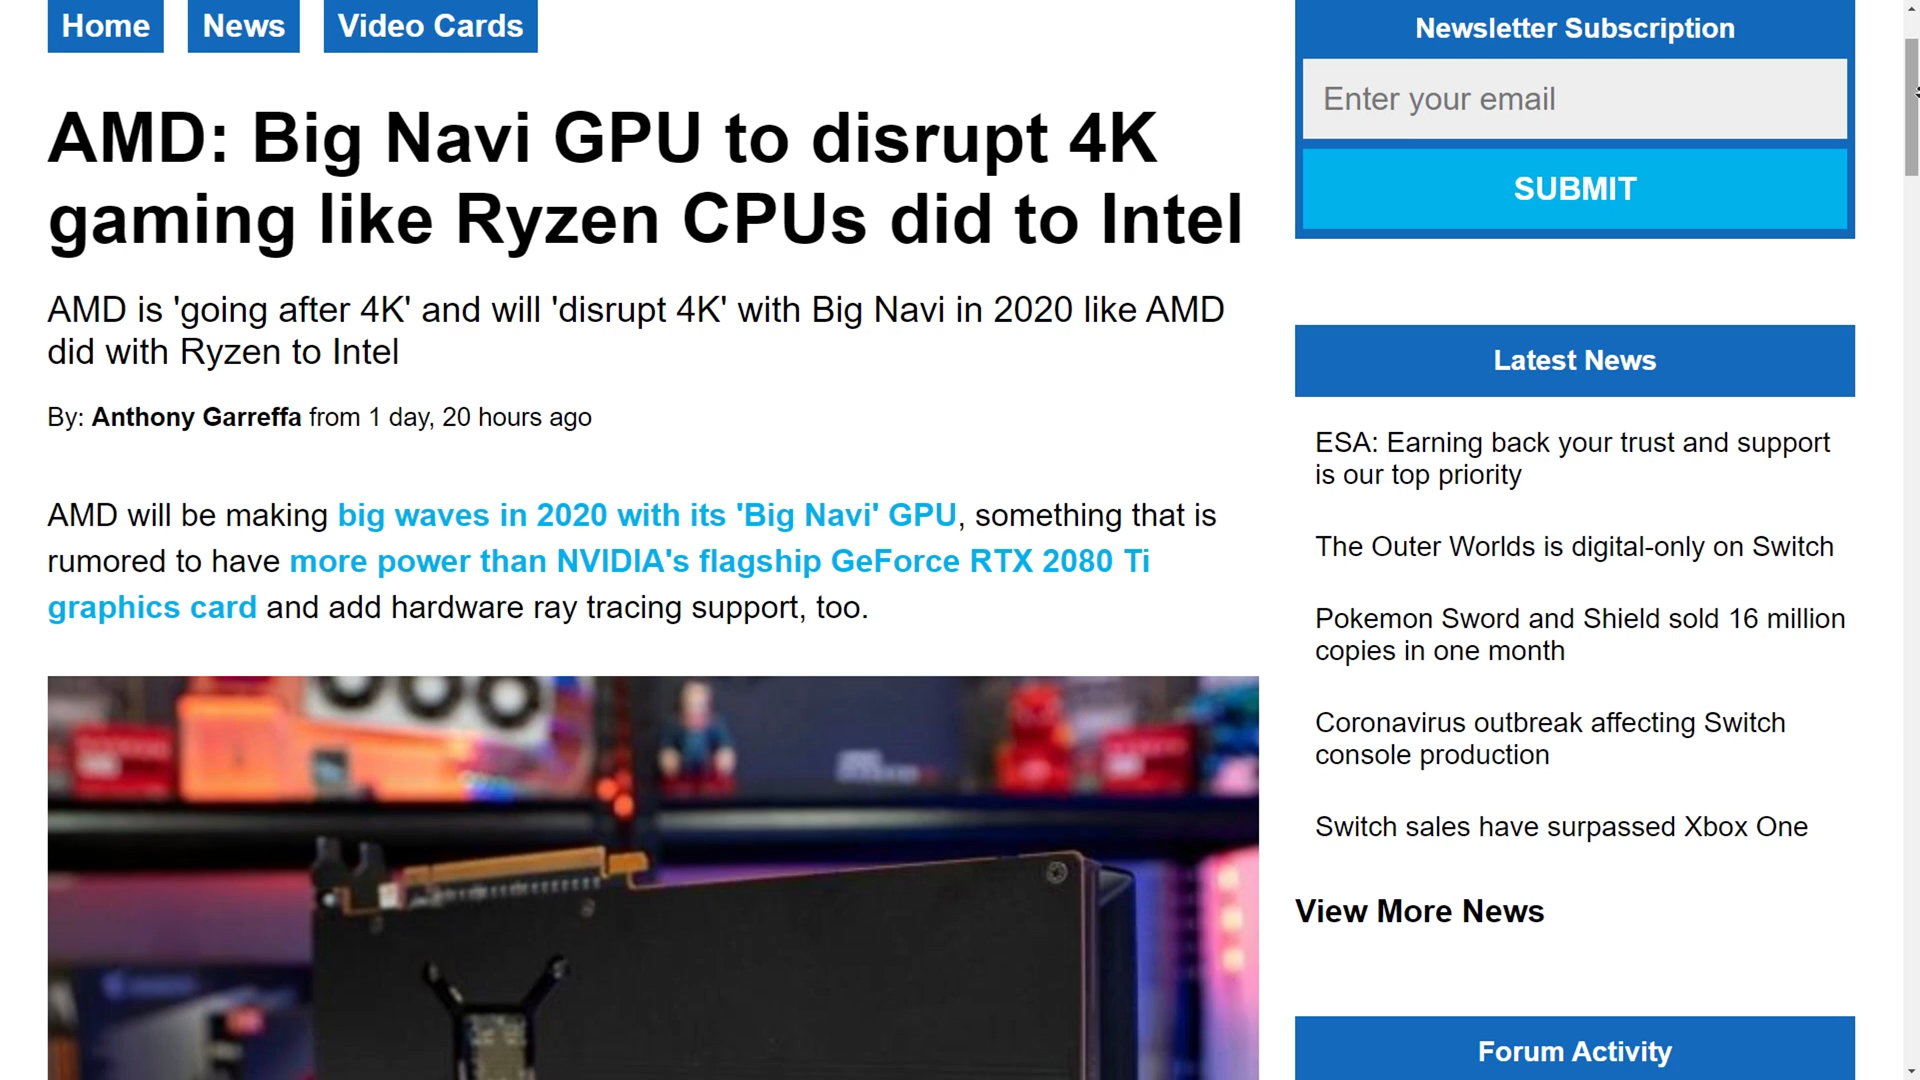 Home News Video Cards
AMD: Big Navi GPU to disrupt 4K
gaming like Ryzen CPUs did to Intel
AMD is 'going after 4K' and will 'disrupt 4K' with Big Navi in 2020 like AMD
did with Ryzen to Intel
By: Anthony Garreffa from 1 day, 20 hours ago
AMD will be making big waves in 2020 with its 'Big Navi' GPU, something that is
rumored to have more power than NVIDIA's flagship GeForce RTX 2080 Ti
graphics card and add hardware ray tracing support, too.
Newsletter Subscription
Enter your email
SUBMIT
Latest News
ESA: Earning back your trust and support
is our top priority
The Outer Worlds is digital-only on Switch
Pokemon Sword and Shield sold 16 million
copies in one month
Coronavirus outbreak affecting Switch
console production
Switch sales have surpassed Xbox One
View More News
Forum Activity